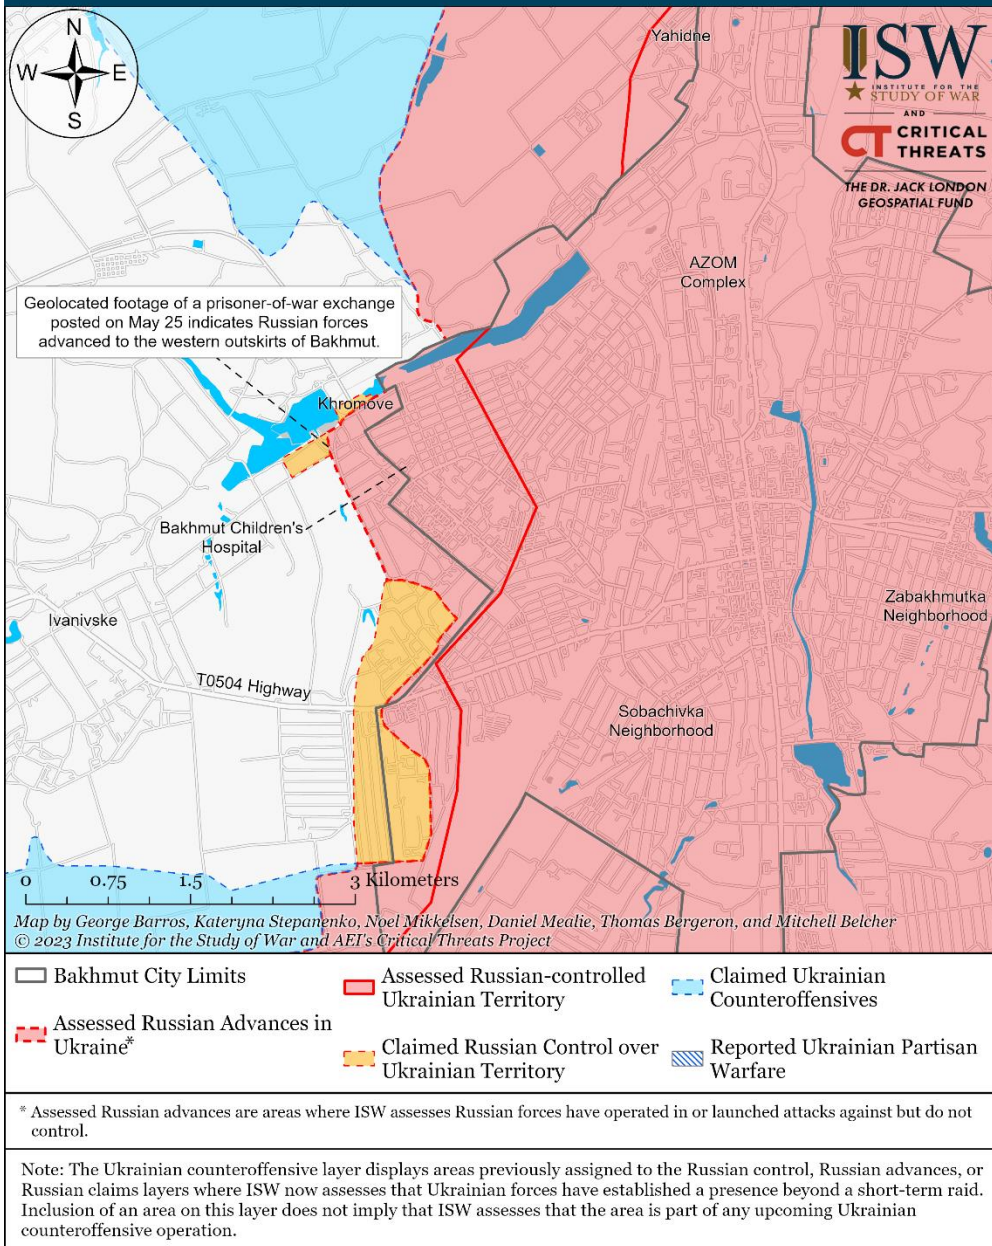 N
W E
S
Yahidne
ISW
INSTITUTE FOR THE
STUDY OF WAR
AND
CT CRITICAL
THREATS
THE DR. JACK LONDON
GEOSPATIAL FUND
AZOM
Complex
Geolocated footage of a prisoner-of-war exchange
posted on May 25 indicates Russian forces
advanced to the western outskirts of Bakhmut.
Khromove
Bakhmut Children's
Hospital
Ivanivske
Zabakhmutka
Neighborhood
T0504 Highway
Sobachivka
Neighborhood
0 0.75 1.5 3 Kilometers
Map by George Barros, Kateryna Stepanenko, Noel Mikkelsen, Daniel Mealie, Thomas Bergeron, and Mitchell Belcher
© 2023 Institute for the Study of War and AEI's Critical Threats Project
Bakhmut City Limits
Assessed Russian Advances in
Ukraine*
Assessed Russian-controlled
Ukrainian Territory
Claimed Russian Control over
Ukrainian Territory
Claimed Ukrainian
Counteroffensives
Reported Ukrainian Partisan
Warfare
* Assessed Russian advances are areas where ISW assesses Russian forces have operated in or launched attacks against but do not
control.
Note: The Ukrainian counteroffensive layer displays areas previously assigned to the Russian control, Russian advances, or
Russian claims layers where ISW now assesses that Ukrainian forces have established a presence beyond a short-term raid.
Inclusion of an area on this layer does not imply that ISW assesses that the area is part of any upcoming Ukrainian
counteroffensive operation.